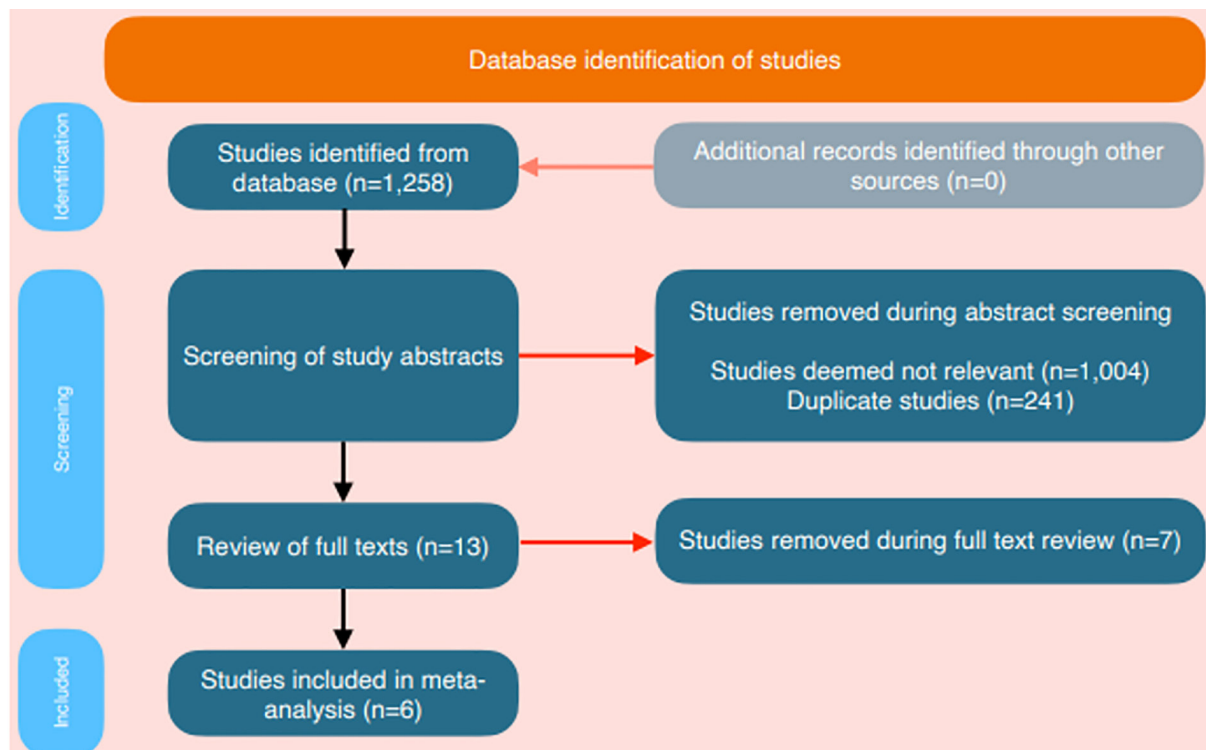 Database identification of studies
Identification
Studies identified from
database (n=1,258)
Additional records identified through other
sources (n=0)
Screening
Screening of study abstracts
Studies removed during abstract screening
Studies deemed not relevant (n=1,004)
Duplicate studies (n=241)
Review of full texts (n=13)
Studies removed during full text review (n=7)
Included
Studies included in meta-
analysis (n=6)